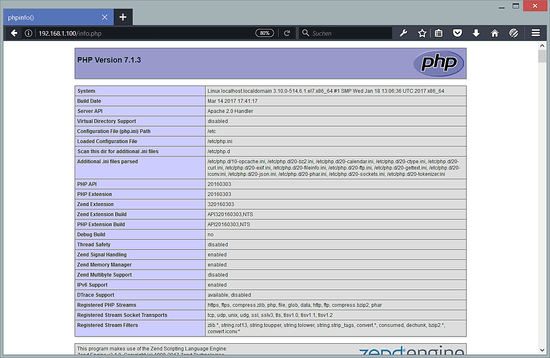 phpinfo()
192.168.1.100/info.php
80%
Suchen
PHP Version 7.1.3
php
System Linux localhost.localdomain 3.10.0-514.6.1.el7.x86_64 #1 SMP Wed Jan 18 13:06:36 UTC 2017 x86_64
Build Date Mar 14 2017 17:41:17
Server API Apache 2.0 Handler
Virtual Directory Support disabled
Configuration File (php.ini) Path /etc
Loaded Configuration File /etc/php.ini
Scan this dir for additional .ini files /etc/php.d
Additional .ini files parsed /etc/php.d/10-opcache.ini, /etc/php.d/20-bz2.ini, /etc/php.d/20-calendar.ini, /etc/php.d/20-ctype.ini, /etc/php.d/20-
curl.ini, /etc/php.d/20-exif.ini, /etc/php.d/20-fileinfo.ini, /etc/php.d/20-ftp.ini, /etc/php.d/20-gettext.ini, /etc/php.d/20-
iconv.ini, /etc/php.d/20-json.ini, /etc/php.d/20-phar.ini, /etc/php.d/20-sockets.ini, /etc/php.d/20-tokenizer.ini
PHP API 20160303
PHP Extension 20160303
Zend Extension 320160303
Zend Extension Build API320160303,NTS
PHP Extension Build API20160303,NTS
Debug Build no
Thread Safety disabled
Zend Signal Handling enabled
Zend Memory Manager enabled
Zend Multibyte Support disabled
IPv6 Support enabled
DTrace Support available, disabled
Registered PHP Streams https, ftps, compress.zlib, php, file, glob, data, http, ftp, compress.bzip2, phar
Registered Stream Socket Transports tcp, udp, unix, udg, ssl, sslv3, tls, tlsv1.0, tlsv1.1, tlsv1.2
Registered Stream Filters zlib.*, string.rot13, string.toupper, string.tolower, string.strip_tags, convert.*, consumed, dechunk, bzip2.*,
convert.iconv.*
This program makes use of the Zend Scripting Language Engine:
zend engine